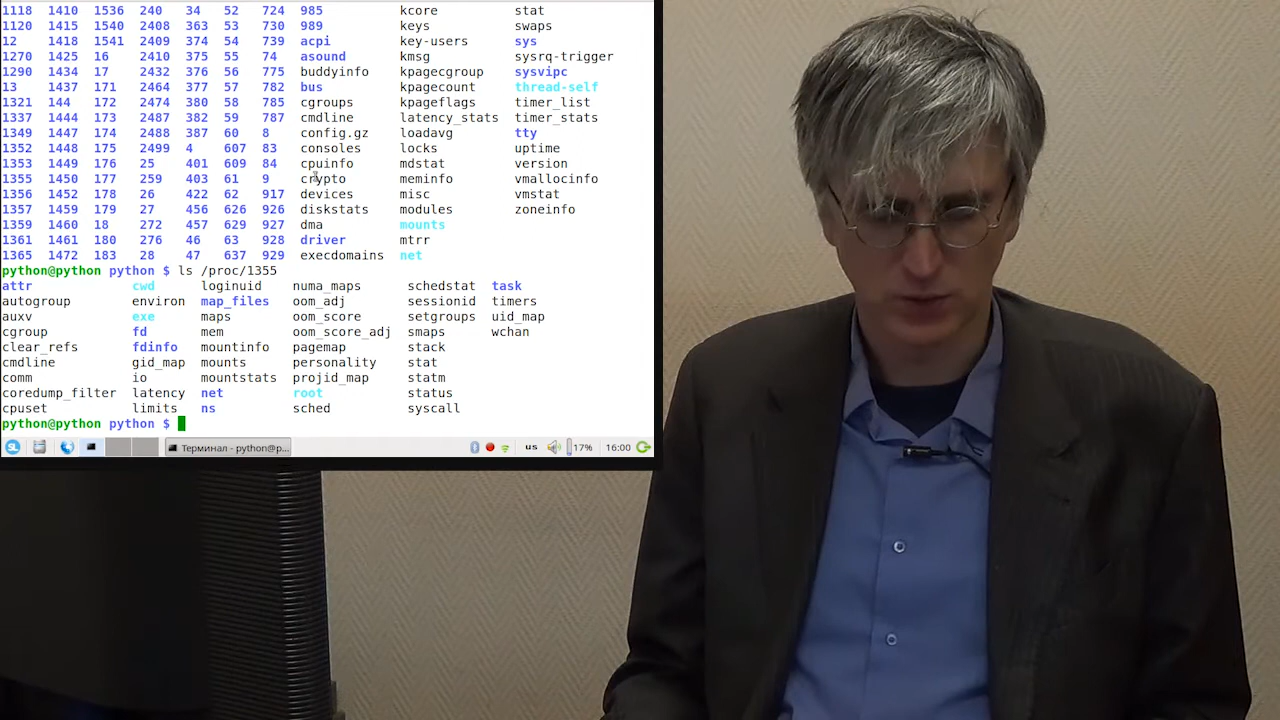 1118 1410 1536 240 34 52 724 985 kcore stat
1120 1415 1540 2408 363 53 730 989 keys swaps
12 1418 1541 2409 374 54 739 acpi key-users sys
1270 1425 16 2410 375 55 74 asound kmsg sysrq-trigger
1290 1434 17 2432 376 56 775 buddyinfo kpagecgroup sysvipc
13 1437 171 2464 377 57 782 bus kpagecount thread-self
1321 144 172 2474 380 58 785 cgroups kpageflags timer_list
1337 1444 173 2487 382 59 787 cmdline latency_stats timer_stats
1349 1447 174 2488 387 60 8 config.gz loadavg tty
1352 1448 175 2499 4 607 83 consoles locks uptime
1353 1449 176 25 401 609 84 cpuinfo mdstat version
1355 1450 177 259 403 61 9 crypto meminfo vmallocinfo
1356 1452 178 26 422 62 917 devices misc vmstat
1357 1459 179 27 456 626 926 diskstats modules zoneinfo
1359 1460 18 272 457 629 927 dma mounts
1361 1461 180 276 46 63 928 driver mtrr
1365 1472 183 28 47 637 929 execdomains net
python@python python $ ls /proc/1355
attr cwd loginuid numa_maps schedstat task
autogroup environ map_files oom_adj sessionid timers
auxv exe maps oom_score setgroups uid_map
cgroup fd mem oom_score_adj smaps wchan
clear_refs fdinfo mountinfo pagemap stack
cmdline gid_map mounts personality stat
comm io mountstats projid_map statm
coredump_filter latency net root status
cpuset limits ns sched syscall
python@python python $
Терминал - python@p... us 17% 16:00